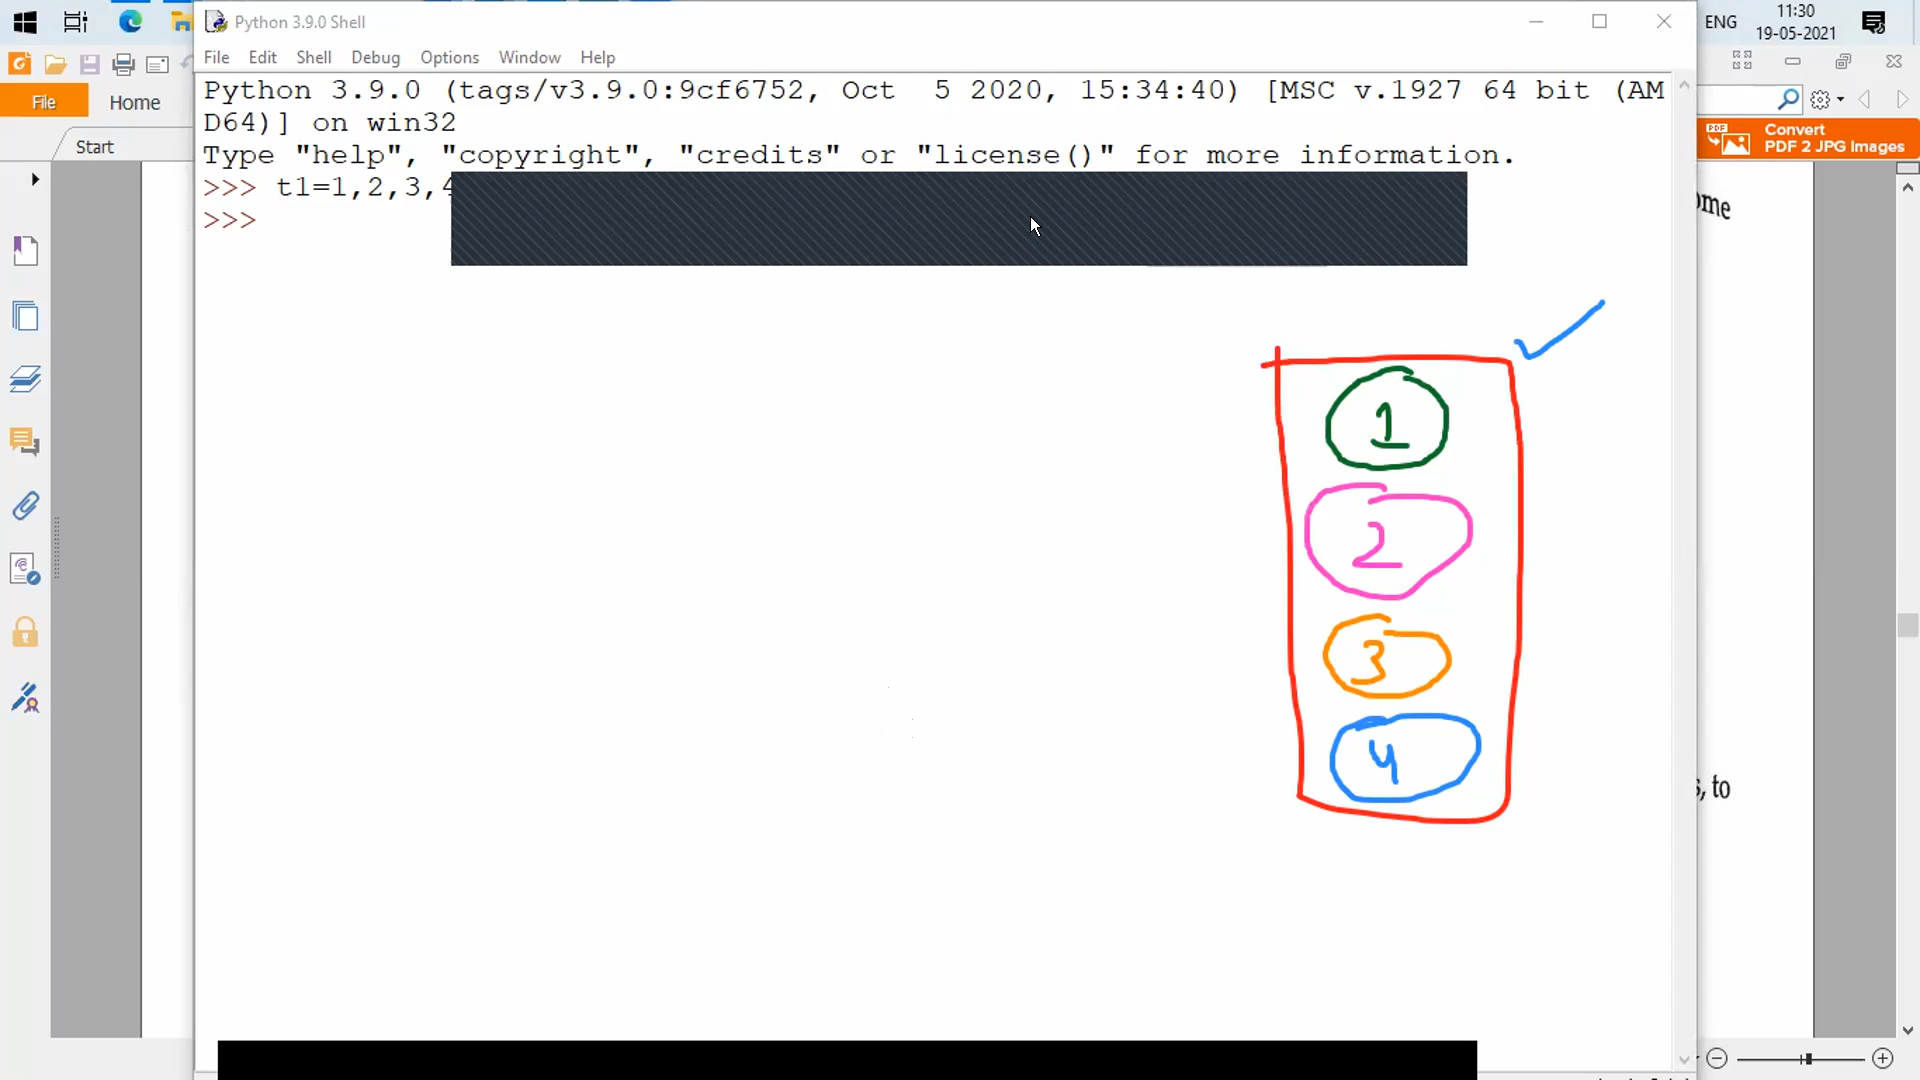 Python 3.9.0 Shell
ENG
11:30
19-05-2021
File Edit Shell Debug Options Window Help
Python 3.9.0 (tags/v3.9.0:9cf6752, Oct  5 2020, 15:34:40) [MSC v.1927 64 bit (AM
D64)] on win32
Type "help", "copyright", "credits" or "license()" for more information.
>>> t1=1,2,3,4
>>>
File Home
Start
PDF
Convert
PDF 2 JPG Images
1
2
3
4
to